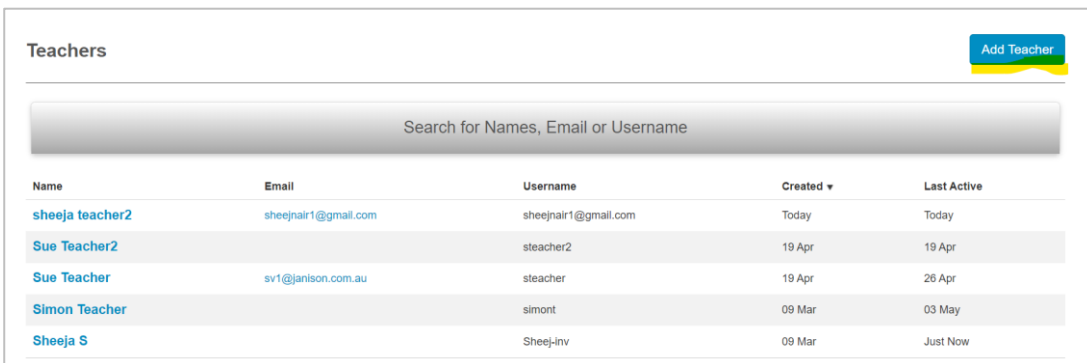 Teachers Add Teacher
Search for Names, Email or Username
Name Email Username Created ▼ Last Active
sheeja teacher2 sheejnair1@gmail.com sheejnair1@gmail.com Today Today
Sue Teacher2 steacher2 19 Apr 19 Apr
Sue Teacher sv1@janison.com.au steacher 19 Apr 26 Apr
Simon Teacher simont 09 Mar 03 May
Sheeja S Sheej-inv 09 Mar Just Now